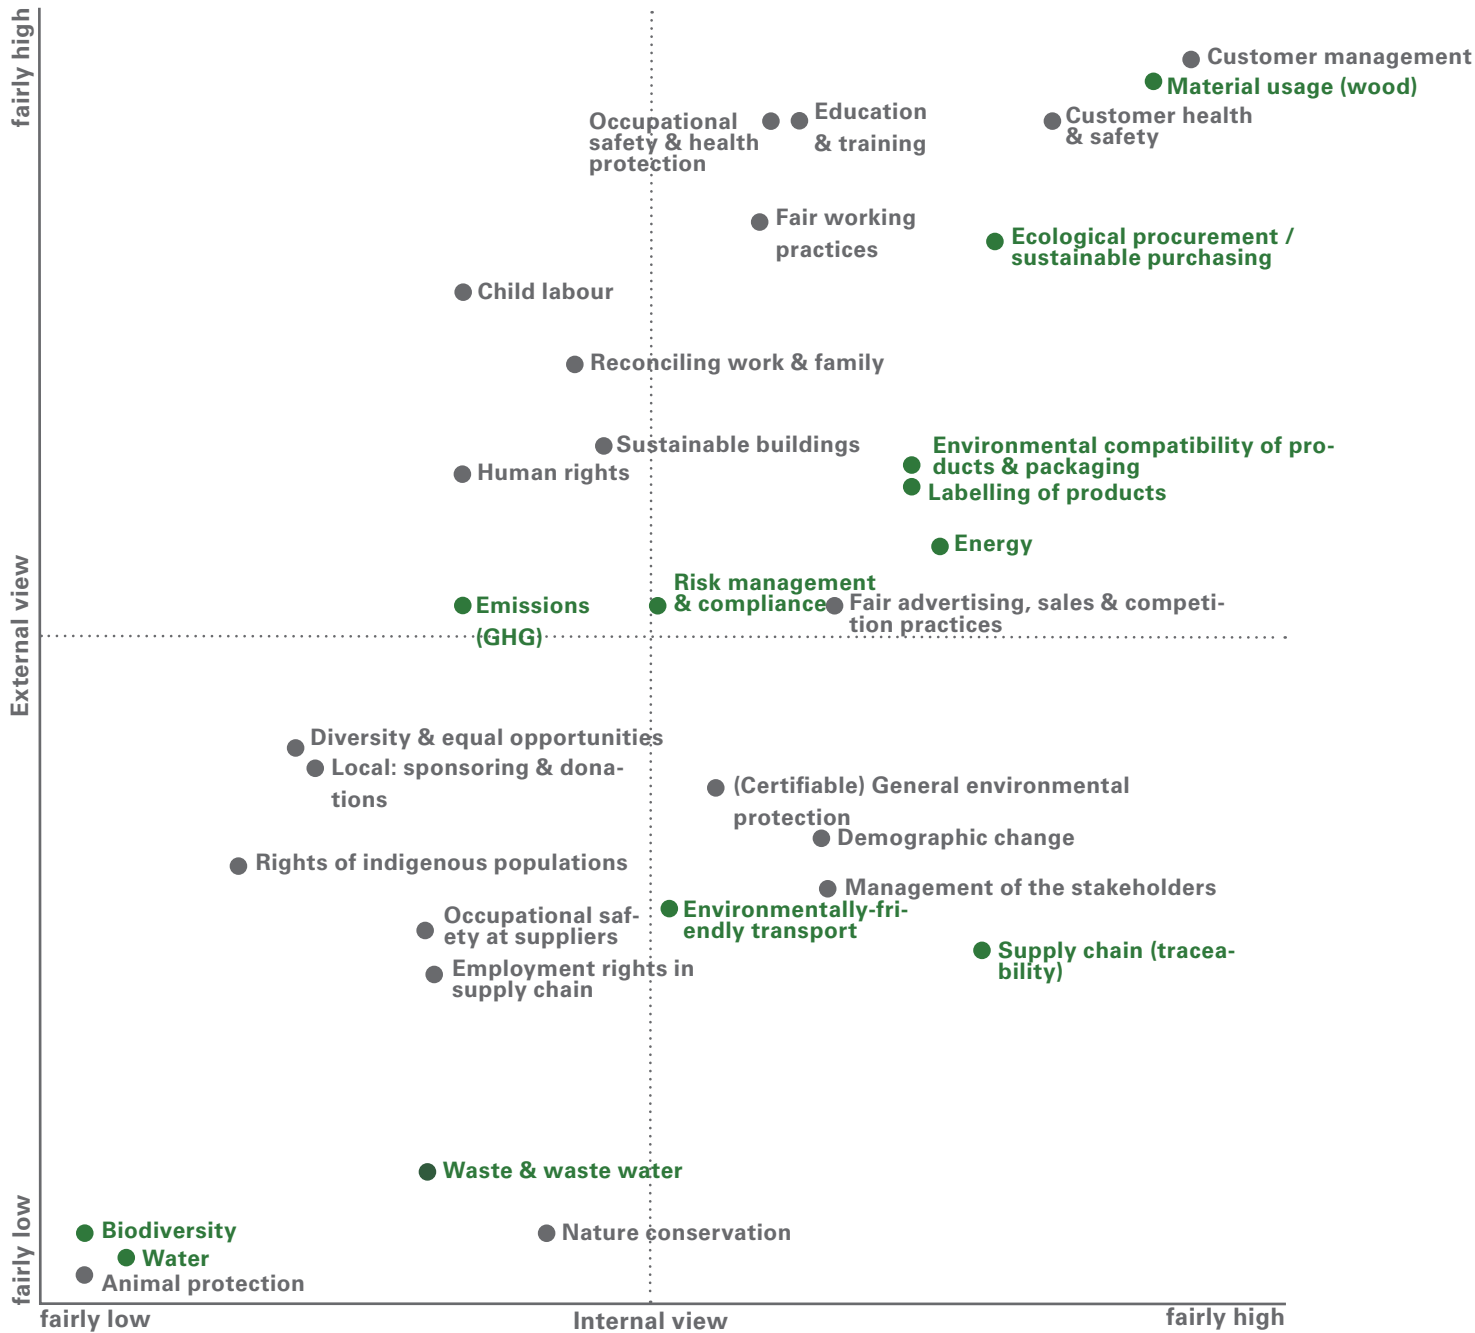 fairly high
Customer management
Material usage (wood)
Occupational
safety & health
protection
Education
& training
Customer health
& safety
Fair working
practices
Ecological procurement /
sustainable purchasing
Child labour
Reconciling work & family
Sustainable buildings
Human rights
Environmental compatibility of pro-
ducts & packaging
Labelling of products
Energy
External view
Emissions
(GHG)
Risk management
& compliance
Fair advertising, sales & competi-
tion practices
Diversity & equal opportunities
Local: sponsoring & dona-
tions
(Certifiable) General environmental
protection
Demographic change
Rights of indigenous populations
Management of the stakeholders
Occupational saf-
ety at suppliers
Environmentally-fri-
endly transport
Employment rights in
supply chain
Supply chain (tracea-
bility)
Waste & waste water
fairly low
Biodiversity
Water
Animal protection
Nature conservation
fairly low
Internal view
fairly high